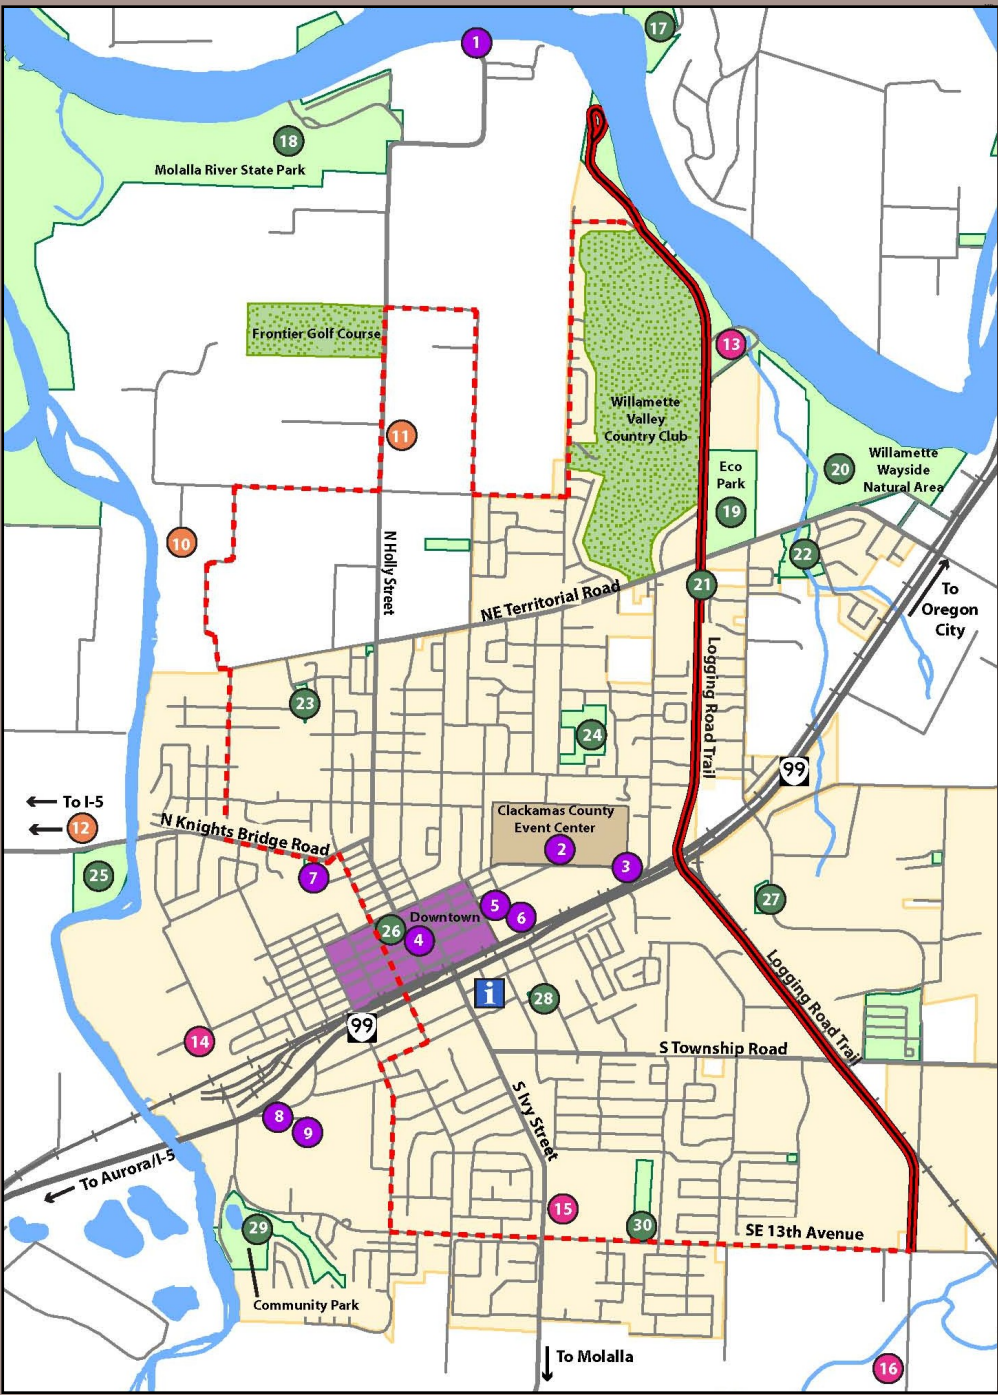 1
17
18
Molalla River State Park
Frontier Golf Course
13
Willamette
Valley
Country Club
11
Willamette
Wayside
Natural Area
20
Eco
Park
19
10
N Holly Street
22
21
NE Territorial Road
To
Oregon
City
Logging Road Trail
23
24
99
To I-5
12
Clackamas County
Event Center
2
N Knights Bridge Road
3
7
25
27
5
6
Downtown
26
4
i
28
99
Logging Road Trail
14
S Township Road
S Ivy Street
8
9
To Aurora/I-5
15
30
SE 13th Avenue
29
Community Park
To Molalla
16